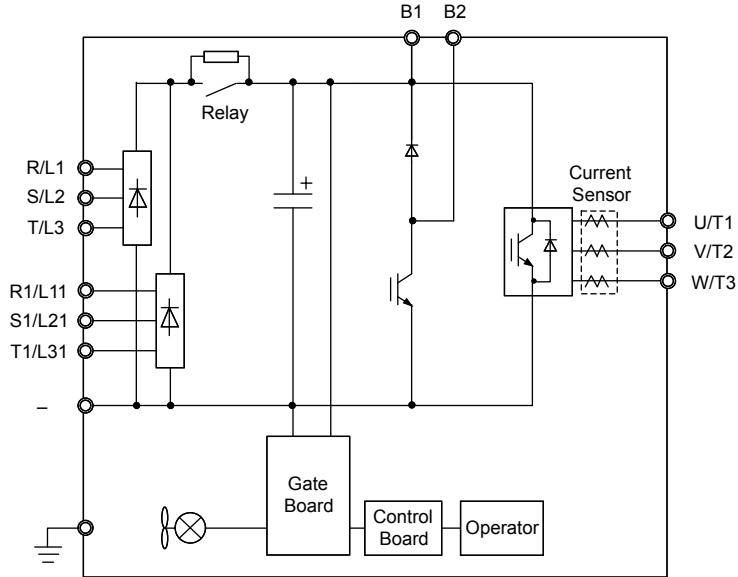 B1 B2
Relay
+
R/L1
S/L2
T/L3
Current
Sensor
U/T1
V/T2
W/T3
R1/L11
S1/L21
T1/L31
–
Gate
Board
Control
Board
Operator